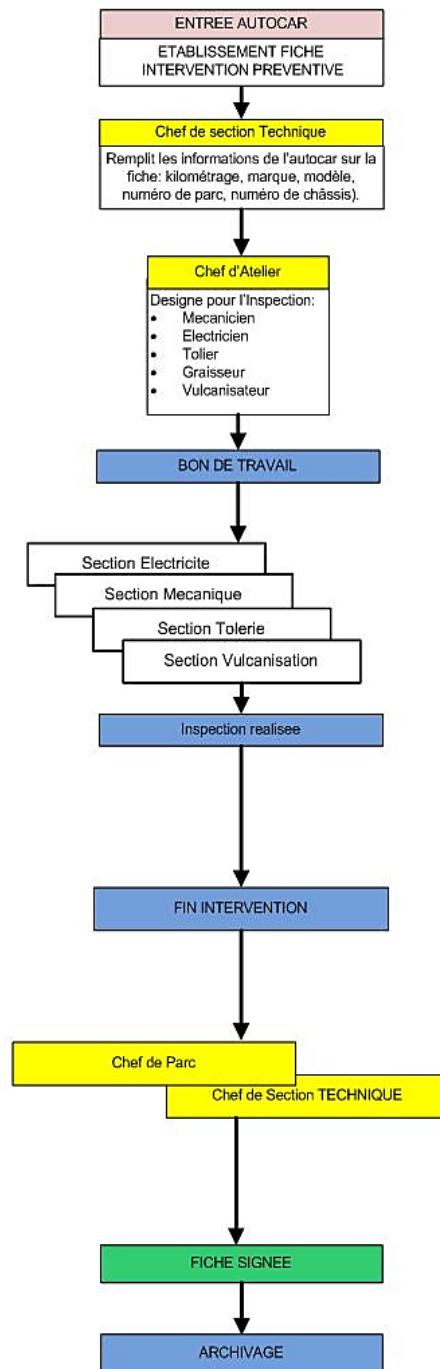 ENTREE AUTOCAR
ETABLISSEMENT FICHE
INTERVENTION PREVENTIVE
Chef de section Technique
Remplit les informations de l'autocar sur la
fiche: kilométrage, marque, modèle,
numéro de parc, numéro de châssis).
Chef d'Atelier
Designe pour l'Inspection:
• Mecanicien
• Electricien
• Tolier
• Graisseur
• Vulcanisateur
BON DE TRAVAIL
Section Electricite
Section Mecanique
Section Tolerie
Section Vulcanisation
Inspection realisee
FIN INTERVENTION
Chef de Parc
Chef de Section TECHNIQUE
FICHE SIGNEE
ARCHIVAGE